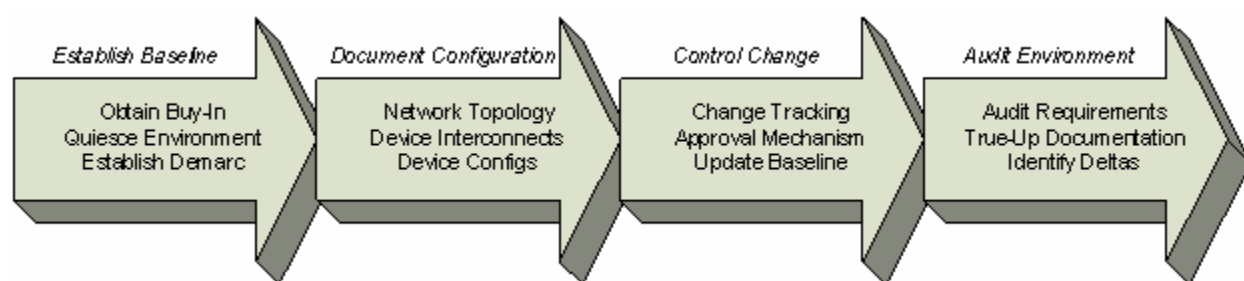 Establish Baseline
Obtain Buy-In
Quiesce Environment
Establish Demarc
Document Configuration
Network Topology
Device Interconnects
Device Configs
Control Change
Change Tracking
Approval Mechanism
Update Baseline
Audit Environment
Audit Requirements
True-Up Documentation
Identify Deltas